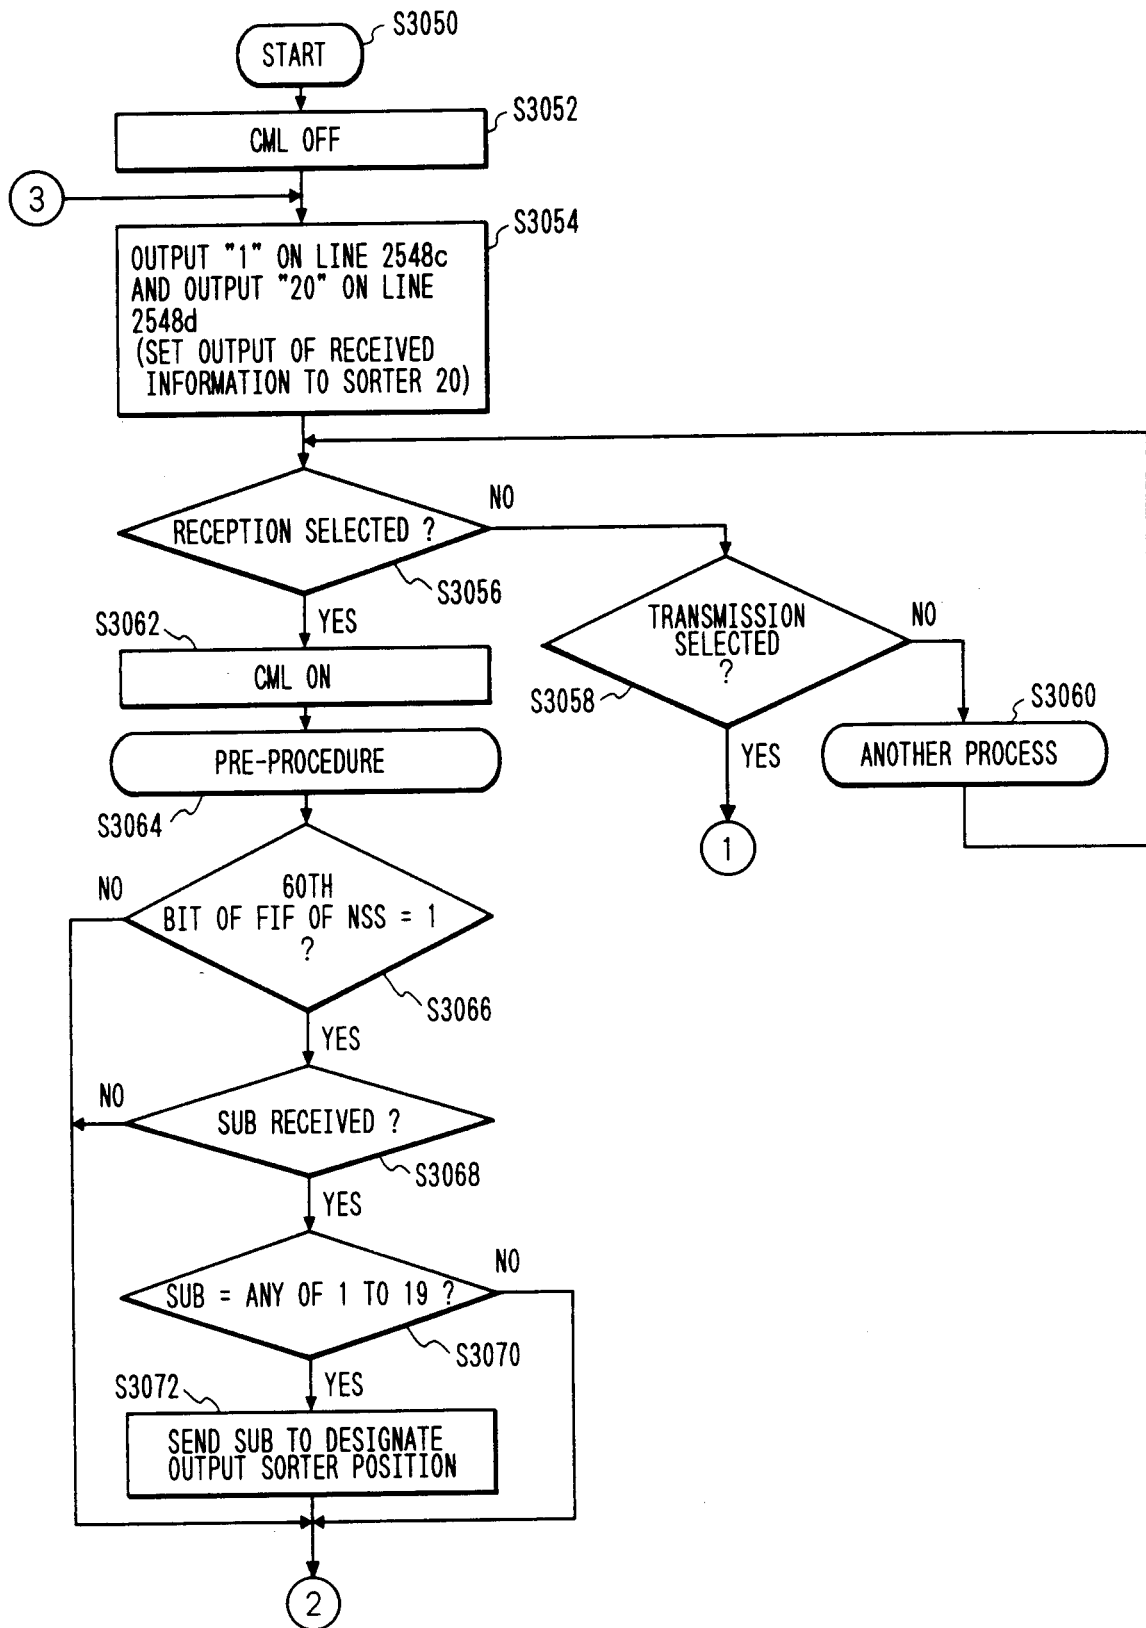 S3050
START
S3052
CML OFF
3
S3054
OUTPUT "1" ON LINE 2548c
AND OUTPUT "20" ON LINE
2548d
(SET OUTPUT OF RECEIVED
INFORMATION TO SORTER 20)
RECEPTION SELECTED ?
NO
S3056
YES
TRANSMISSION
SELECTED
?
NO
S3058
YES
S3060
ANOTHER PROCESS
1
S3062
CML ON
PRE-PROCEDURE
S3064
60TH
BIT OF FIF OF NSS = 1
?
NO
S3066
YES
SUB RECEIVED ?
NO
S3068
YES
SUB = ANY OF 1 TO 19 ?
NO
S3070
YES
S3072
SEND SUB TO DESIGNATE
OUTPUT SORTER POSITION
2